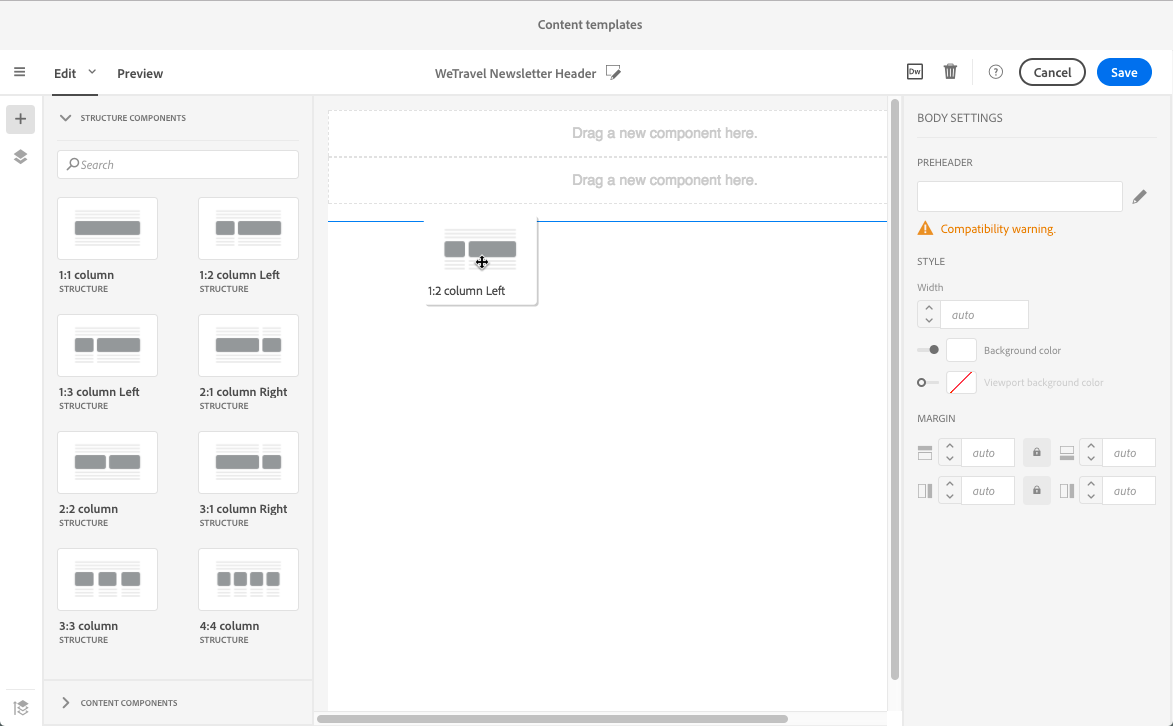 Content templates
Edit
Preview
WeTravel Newsletter Header
Dw
?
Cancel
Save
STRUCTURE COMPONENTS
Search
1:1 column
STRUCTURE
1:2 column Left
STRUCTURE
1:3 column Left
STRUCTURE
2:1 column Right
STRUCTURE
2:2 column
STRUCTURE
3:1 column Right
STRUCTURE
3:3 column
STRUCTURE
4:4 column
STRUCTURE
CONTENT COMPONENTS
Drag a new component here.
Drag a new component here.
1:2 column Left
BODY SETTINGS
PREHEADER
Compatibility warning.
STYLE
Width
auto
Background color
Viewport background color
MARGIN
auto
auto
auto
auto